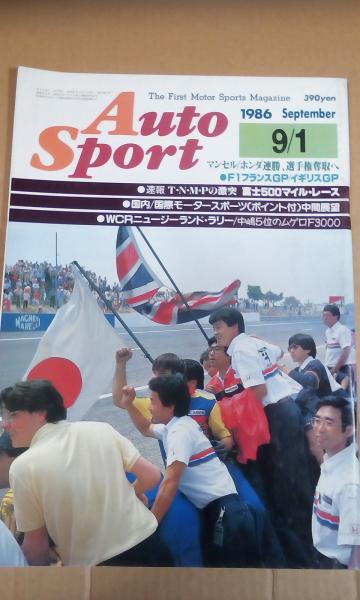 The First Motor Sports Magazine
390yen
Auto
Sport
1986 September
9/1
マンセル/ホンダ連勝、選手権奪取へ
●F1フランスGP/イギリスGP
●速報 T・N・M・Pの激突 富士500マイル・レース
●国内/国際モータースポーツ(ポイント付)中間展望
●WCRニュージーランド・ラリー/中嶋5位のムゲロF3000
MAGNETI
MARELLI